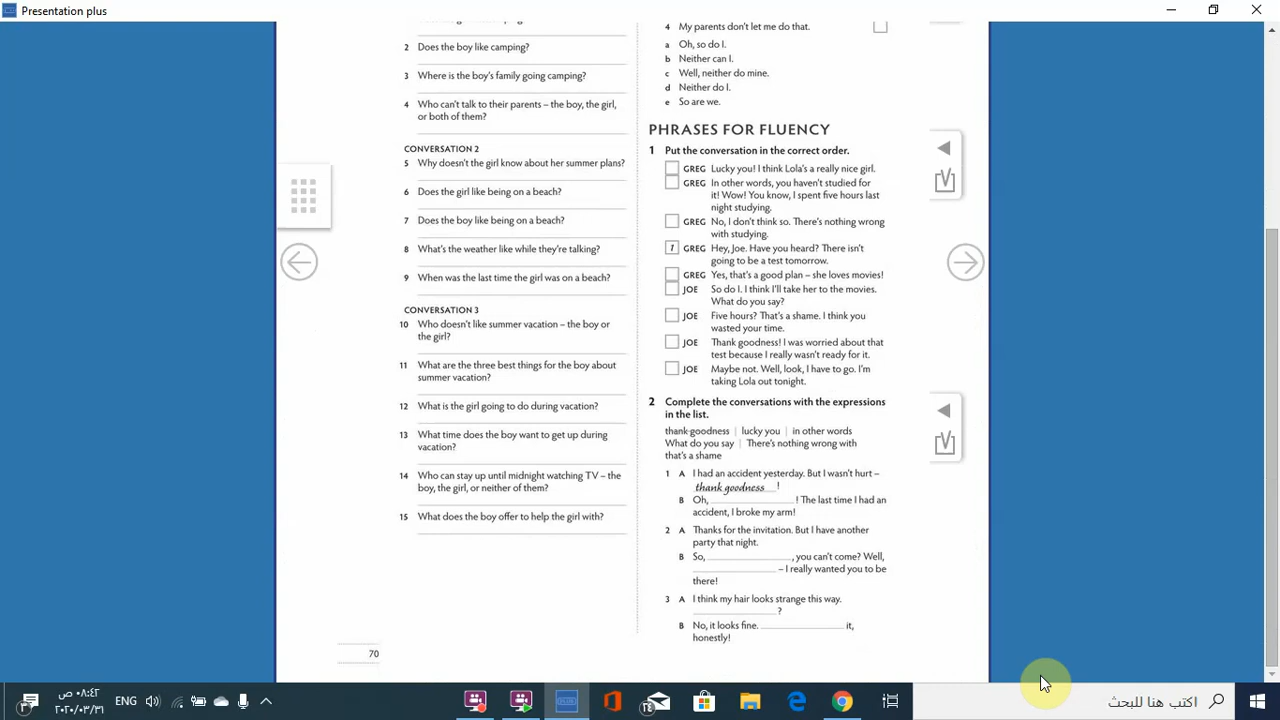 Presentation plus
2 Does the boy like camping?
3 Where is the boy's family going camping?
4 Who can't talk to their parents – the boy, the girl,
or both of them?
CONVERSATION 2
5 Why doesn't the girl know about her summer plans?
6 Does the girl like being on a beach?
7 Does the boy like being on a beach?
8 What's the weather like while they're talking?
9 When was the last time the girl was on a beach?
CONVERSATION 3
10 Who doesn't like summer vacation – the boy or
the girl?
11 What are the three best things for the boy about
summer vacation?
12 What is the girl going to do during vacation?
13 What time does the boy want to get up during
vacation?
14 Who can stay up until midnight watching TV – the
boy, the girl, or neither of them?
15 What does the boy offer to help the girl with?
70
4 My parents don't let me do that.
a Oh, so do I.
b Neither can I.
c Well, neither do mine.
d Neither do I.
e So are we.
PHRASES FOR FLUENCY
1 Put the conversation in the correct order.
GREG Lucky you! I think Lola's a really nice girl.
GREG In other words, you haven't studied for
it! Wow! You know, I spent five hours last
night studying.
GREG No, I don't think so. There's nothing wrong
with studying.
1 GREG Hey, Joe. Have you heard? There isn't
going to be a test tomorrow.
GREG Yes, that's a good plan – she loves movies!
JOE So do I. I think I'll take her to the movies.
What do you say?
JOE Five hours? That's a shame. I think you
wasted your time.
JOE Thank goodness! I was worried about that
test because I really wasn't ready for it.
JOE Maybe not. Well, look, I have to go. I'm
taking Lola out tonight.
2 Complete the conversations with the expressions
in the list.
thank goodness | lucky you | in other words
What do you say | There's nothing wrong with
that's a shame
1 A I had an accident yesterday. But I wasn't hurt –
thank goodness !
B Oh, ! The last time I had an
accident, I broke my arm!
2 A Thanks for the invitation. But I have another
party that night.
B So, , you can't come? Well,
– I really wanted you to be
there!
3 A I think my hair looks strange this way.
?
B No, it looks fine. it,
honestly!
ENG
٠٨:٤٢ ص
٢٠٢٠/٠٣/٣١
اكتب هنا للبحث